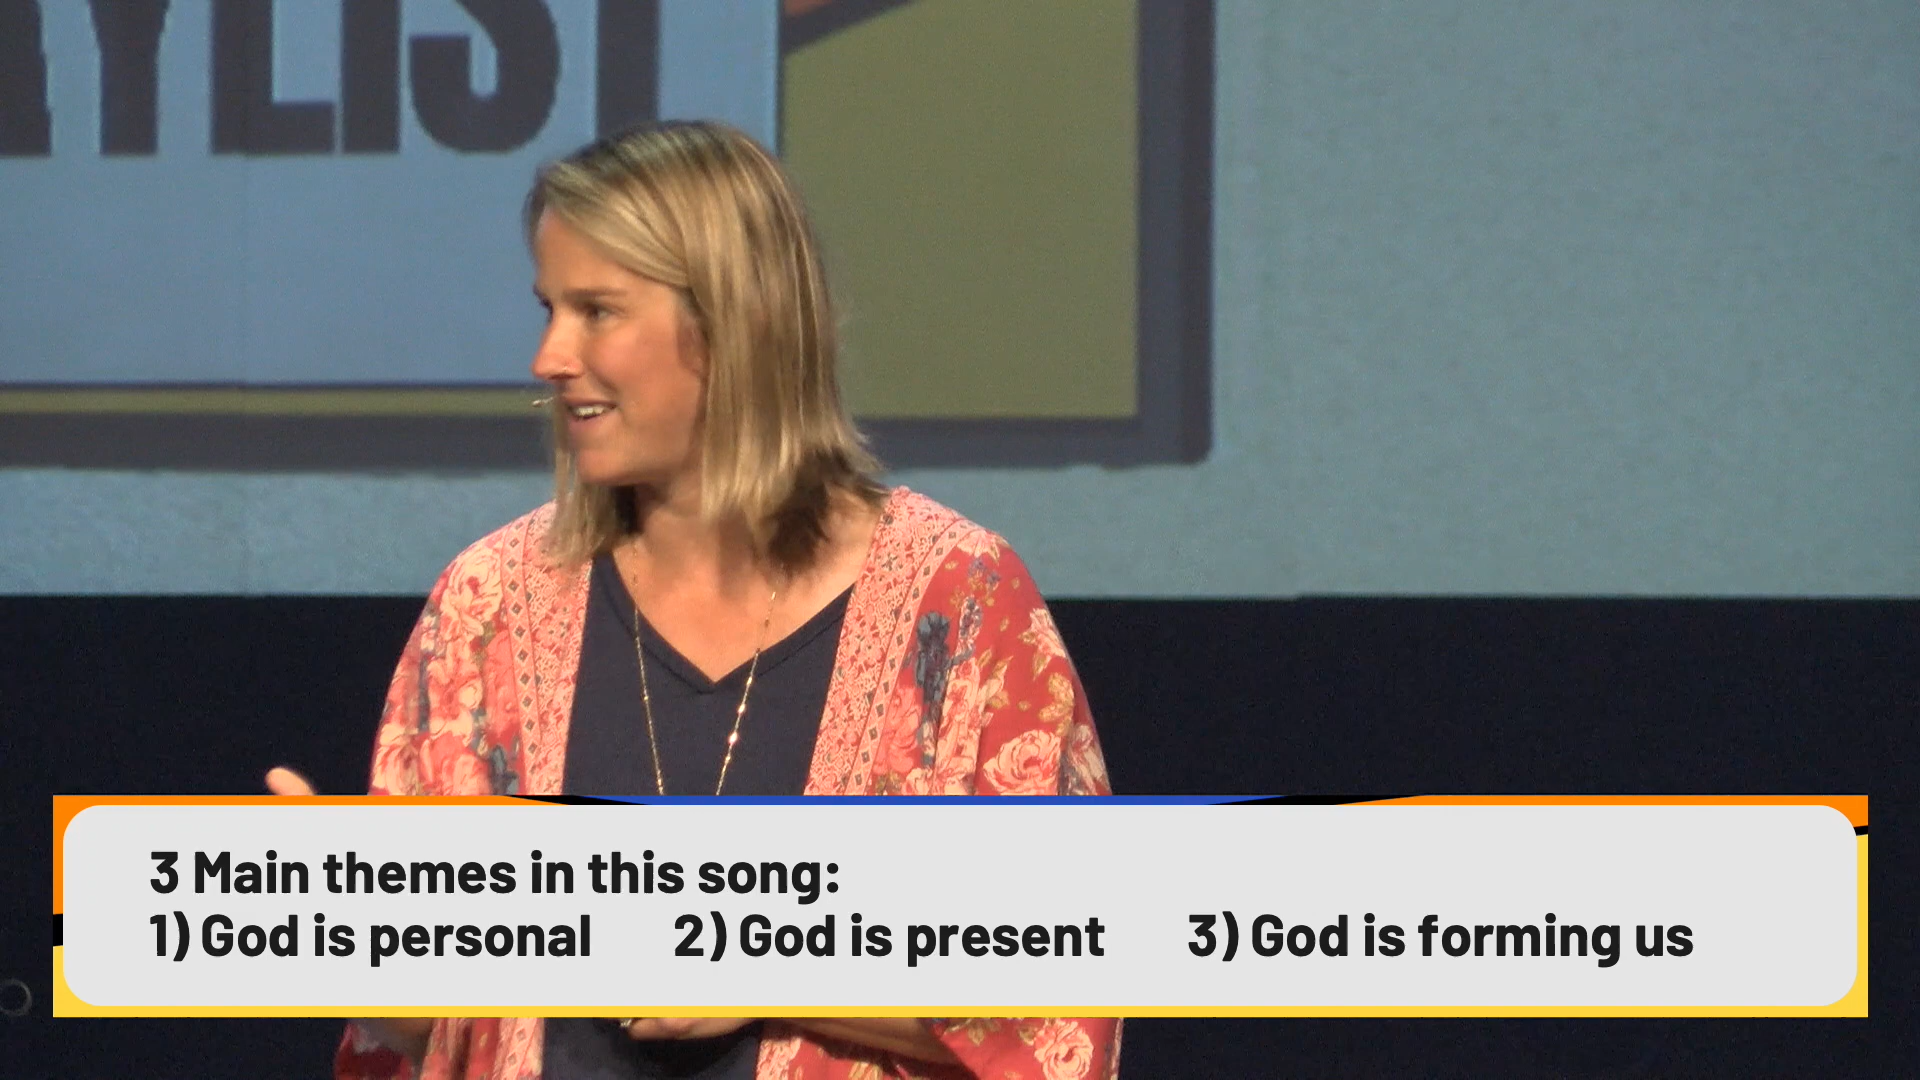 YLIST
3 Main themes in this song:
1) God is personal 2) God is present 3) God is forming us